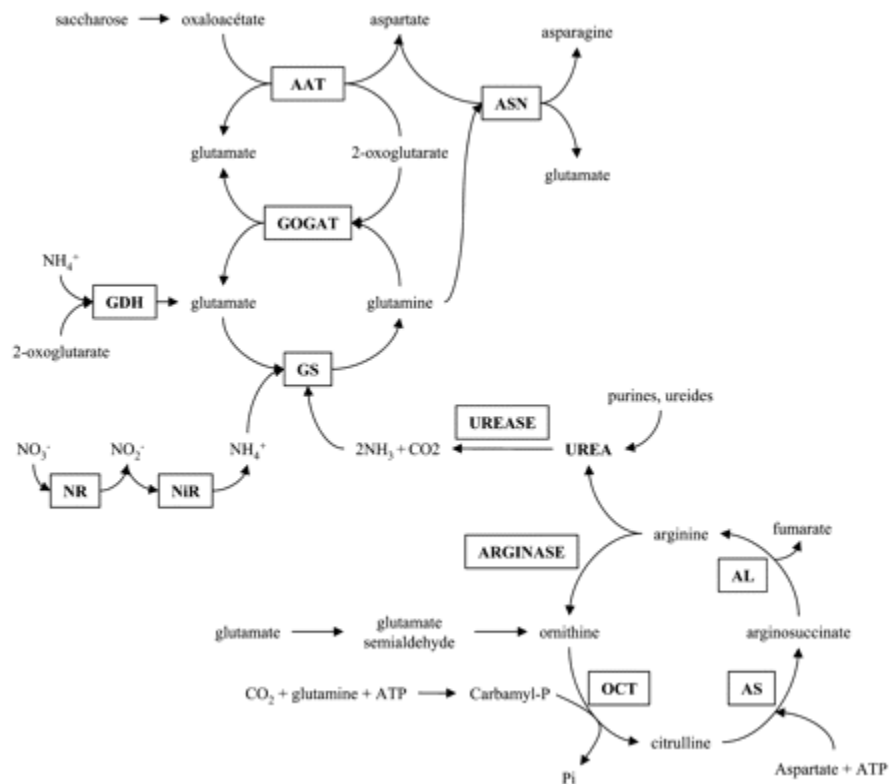 saccharose → oxaloacétate
aspartate
asparagine
AAT
ASN
glutamate
2-oxoglutarate
glutamate
GOGAT
NH₄⁺
GDH
glutamate
glutamine
2-oxoglutarate
GS
purines, ureides
UREASE
NO₃⁻
NO₂⁻
NH₄⁺
2NH₃ + CO2
UREA
NR
NiR
arginine
fumarate
ARGINASE
AL
glutamate
glutamate
semialdehyde
ornithine
arginosuccinate
CO₂ + glutamine + ATP
Carbamyl-P
OCT
AS
citrulline
Pi
Aspartate + ATP